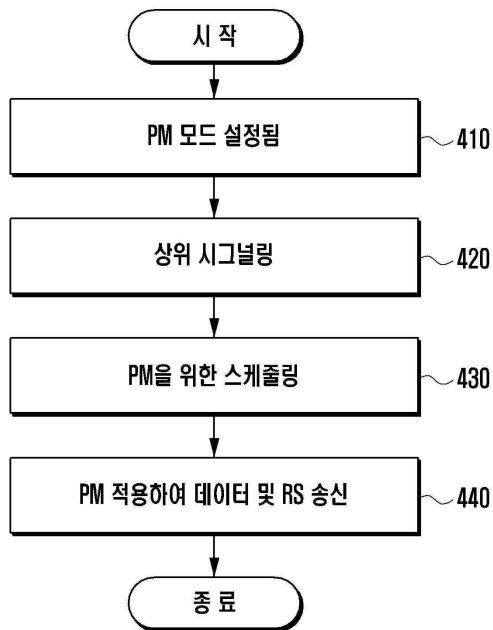 시 작
PM 모드 설정됨
410
상위 시그널링
420
PM을 위한 스케줄링
430
PM 적용하여 데이터 및 RS 송신
440
종 료